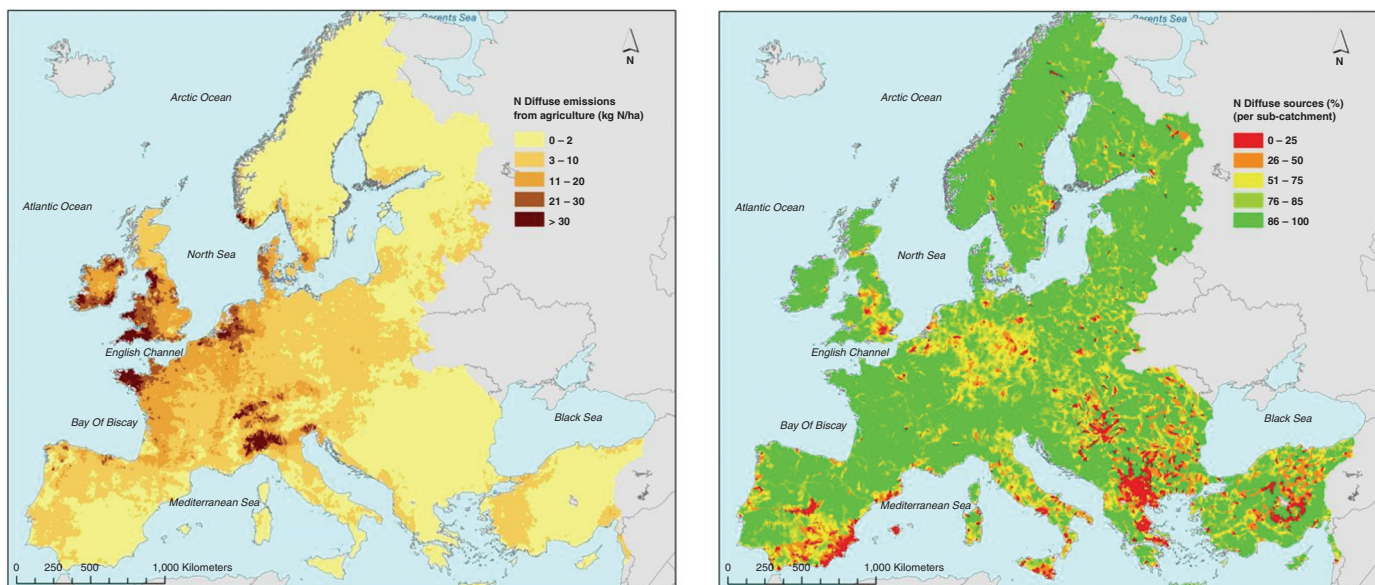 Barents Sea
N
Arctic Ocean
N Diffuse emissions
from agriculture (kg N/ha)
0 – 2
3 – 10
11 – 20
21 – 30
> 30
Atlantic Ocean
North Sea
English Channel
Bay Of Biscay
Black Sea
Mediterranean Sea
0 250 500 1,000 Kilometers
Barents Sea
N
Arctic Ocean
N Diffuse sources (%)
(per sub-catchment)
0 – 25
26 – 50
51 – 75
76 – 85
86 – 100
Atlantic Ocean
North Sea
English Channel
Bay Of Biscay
Black Sea
Mediterranean Sea
0 250 500 1,000 Kilometers